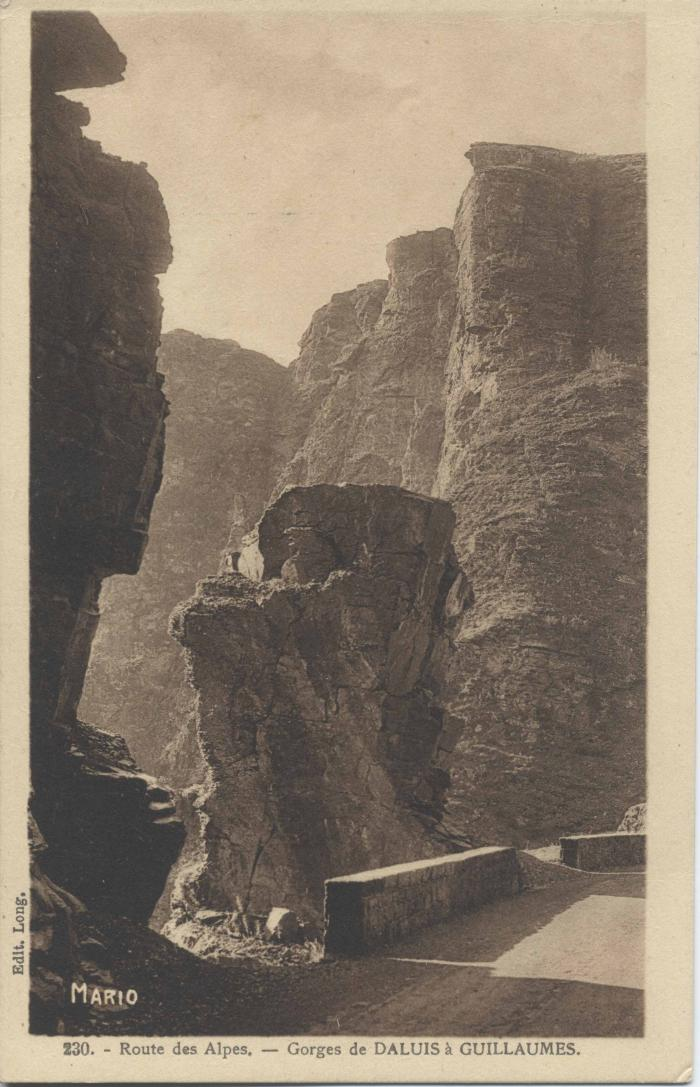 Edit. Long.
MARIO
230. - Route des Alpes. — Gorges de DALUIS à GUILLAUMES.